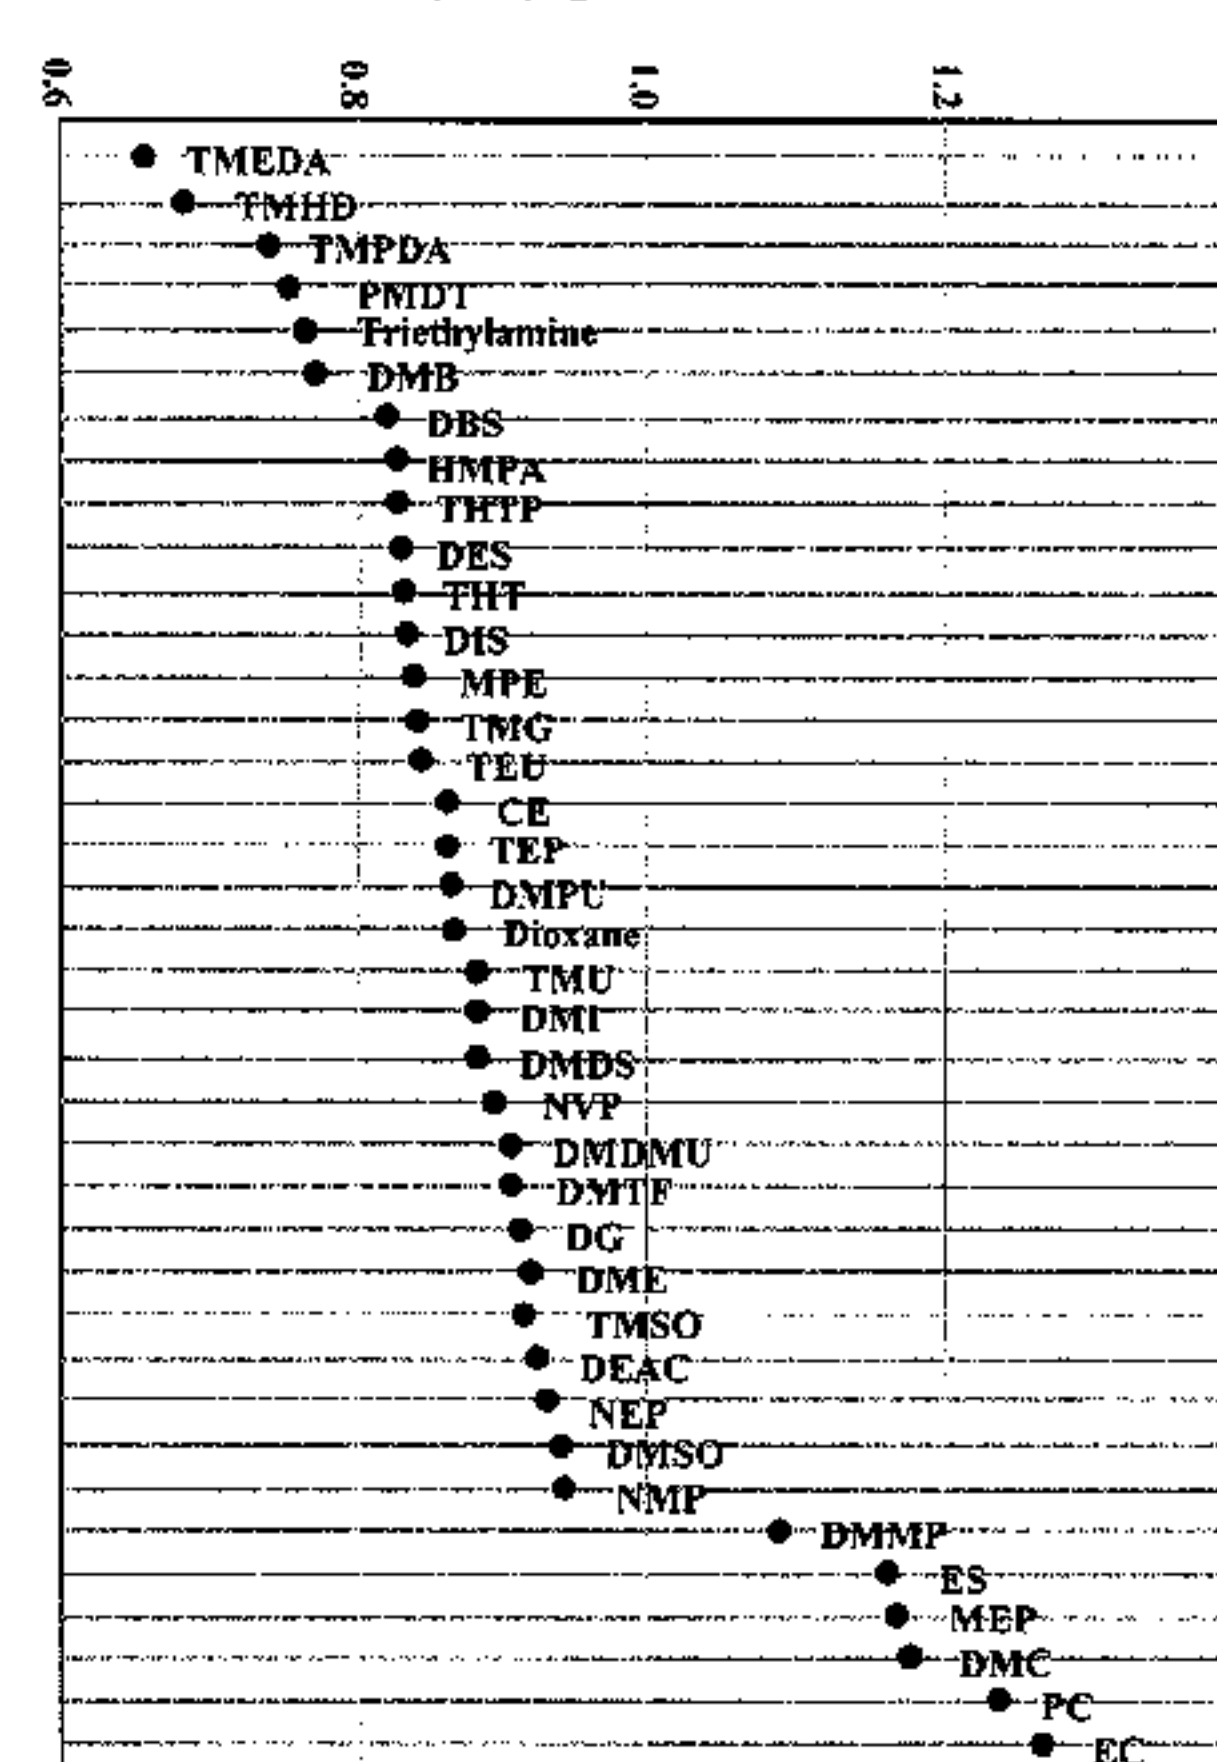 0.6 0.8 1.0 1.2
TMEDA
TMHD
TMPDA
PMDT
Triethylamine
DMB
DBS
HMPA
THTP
DES
THT
DIS
MPE
TMG
TEU
CE
TEP
DMPU
Dioxane
TMU
DMI
DMDS
NVP
DMDMU
DMTF
DG
DME
TMSO
DEAC
NEP
DMSO
NMP
DMMP
ES
MEP
DMC
PC
EC